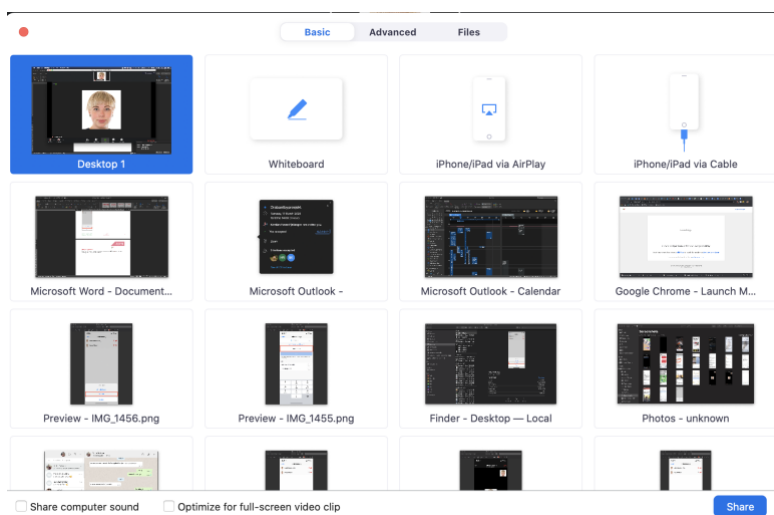 Basic
Advanced
Files
Desktop 1
Whiteboard
iPhone/iPad via AirPlay
iPhone/iPad via Cable
Microsoft Word - Document...
Microsoft Outlook -
Microsoft Outlook - Calendar
Google Chrome - Launch M...
Preview - IMG_1456.png
Preview - IMG_1455.png
Finder - Desktop — Local
Photos - unknown
Share computer sound
Optimize for full-screen video clip
Share